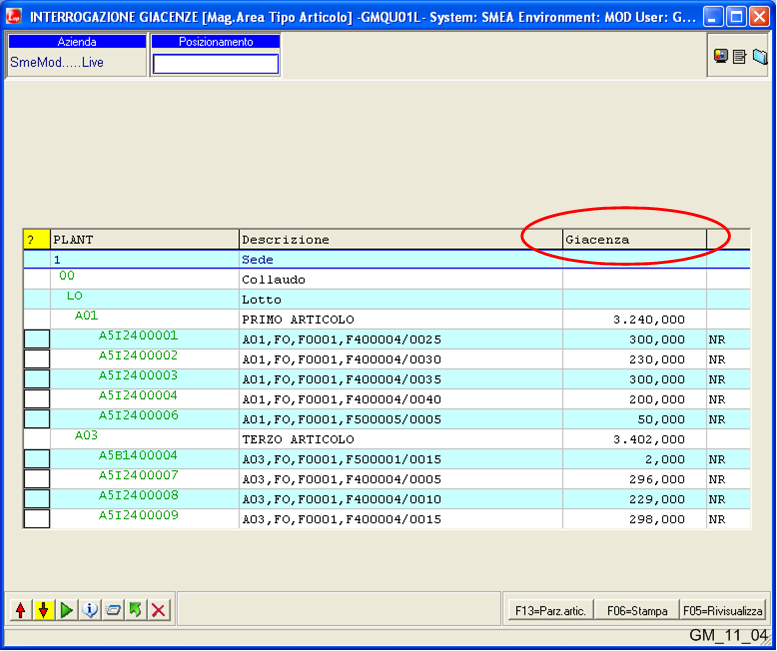 INTERROGAZIONE GIACENZE [Mag.Area Tipo Articolo] -GMQU01L- System: SMEA Environment: MOD User: G...
Azienda
SmeMod.....Live
Posizionamento
? PLANT Descrizione Giacenza
1 Sede
00 Collaudo
LO Lotto
A01 PRIMO ARTICOLO 3.240,000
A5I2400001 A01,FO,F0001,F400004/0025 300,000 NR
A5I2400002 A01,FO,F0001,F400004/0030 230,000 NR
A5I2400003 A01,FO,F0001,F400004/0035 300,000 NR
A5I2400004 A01,FO,F0001,F400004/0040 200,000 NR
A5I2400006 A01,FO,F0001,F500005/0005 50,000 NR
A03 TERZO ARTICOLO 3.402,000
A5B1400004 A03,FO,F0001,F500001/0015 2,000 NR
A5I2400007 A03,FO,F0001,F400004/0005 296,000 NR
A5I2400008 A03,FO,F0001,F400004/0010 229,000 NR
A5I2400009 A03,FO,F0001,F400004/0015 298,000 NR
F13=Parz.artic. F06=Stampa F05=Rivisualizza
GM_11_04